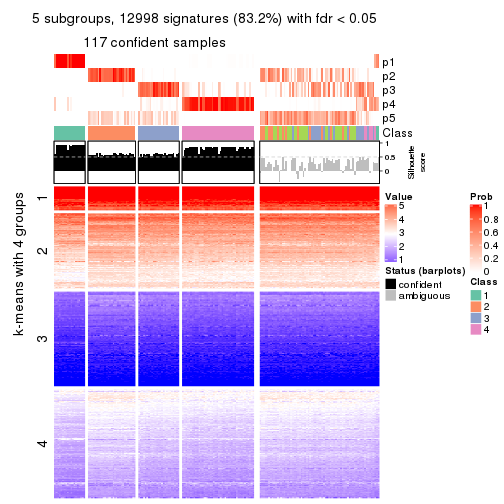 5 subgroups, 12998 signatures (83.2%) with fdr < 0.05
117 confident samples
p1
p2
p3
p4
p5
Class
1
0.5
0
Silhouette
score
k-means with 4 groups
1
2
3
4
Value
5
4
3
2
1
Status (barplots)
confident
ambiguous
Prob
1
0.8
0.6
0.4
0.2
0
Class
1
2
3
4